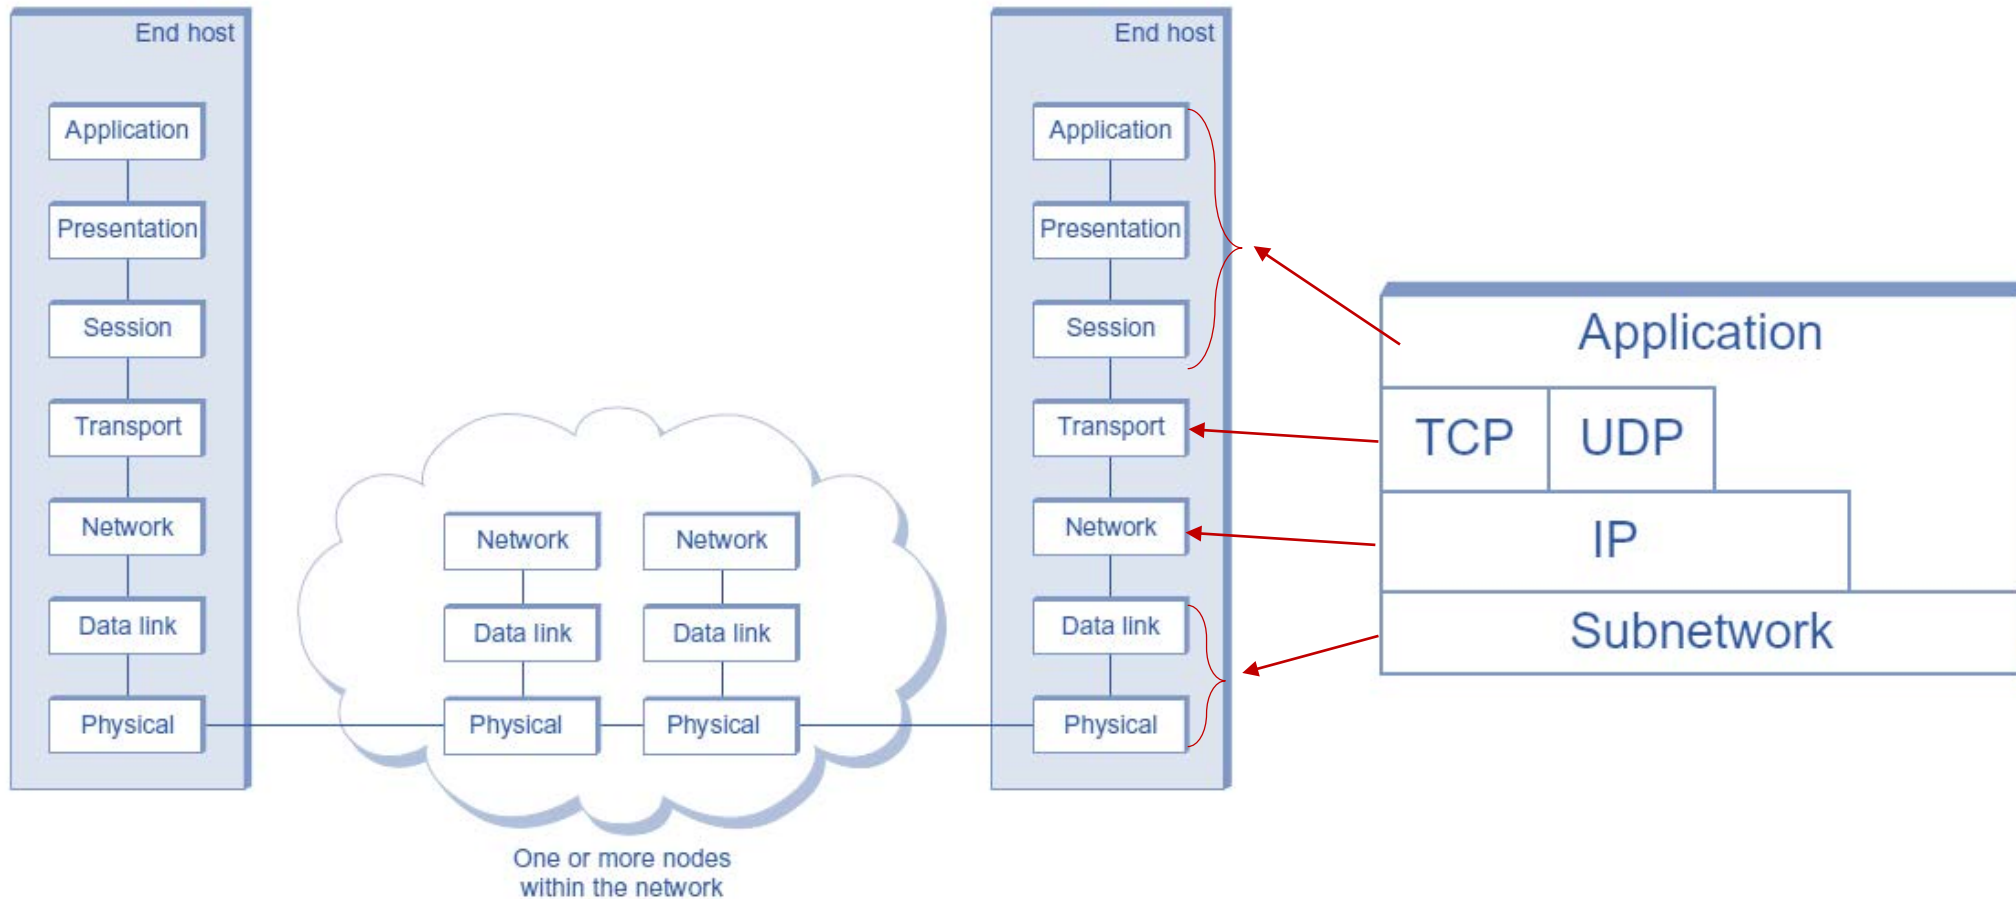 End host
Application
Presentation
Session
Transport
Network
Data link
Physical
Network
Data link
Physical
Network
Data link
Physical
One or more nodes
within the network
End host
Application
Presentation
Session
Transport
Network
Data link
Physical
Application
TCP UDP
IP
Subnetwork